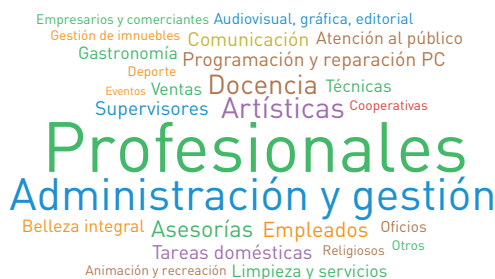 Empresarios y comerciantes Audiovisual, gráfica, editorial
Gestión de imnuebles Comunicación Atención al público
Gastronomía Programación y reparación PC
Deporte Docencia Técnicas
Eventos Ventas
Supervisores Artísticas Cooperativas
Profesionales
Administración y gestión
Belleza integral Asesorías Empleados Oficios
Tareas domésticas Religiosos Otros
Animación y recreación Limpieza y servicios